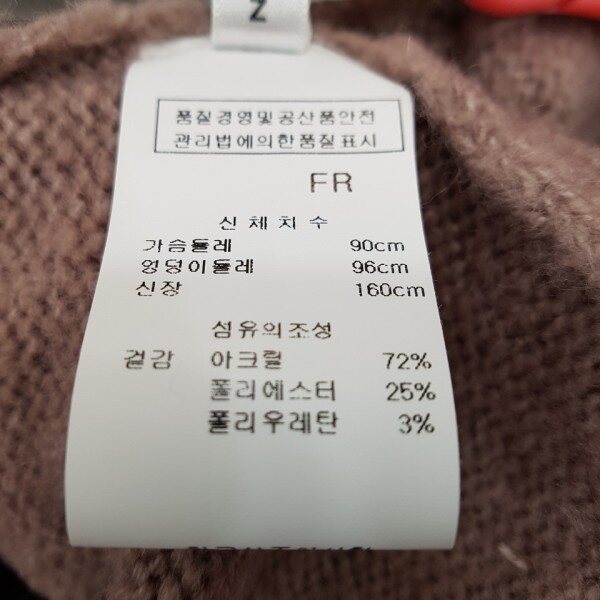 Z
품질경영및공산품안전
관리법에의한품질표시
FR
신체치수
가슴둘레 90cm
엉덩이둘레 96cm
신장 160cm
섬유의조성
겉감 아크릴 72%
폴리에스터 25%
폴리우레탄 3%